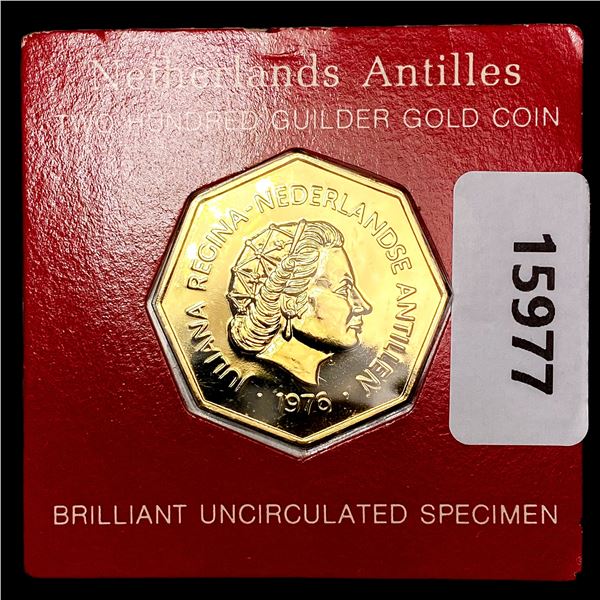 Netherlands Antilles
TWO HUNDRED GUILDER GOLD COIN
JULIANA REGINA-NEDERLANDSE ANTILLEN
· 1976 ·
15977
BRILLIANT UNCIRCULATED SPECIMEN